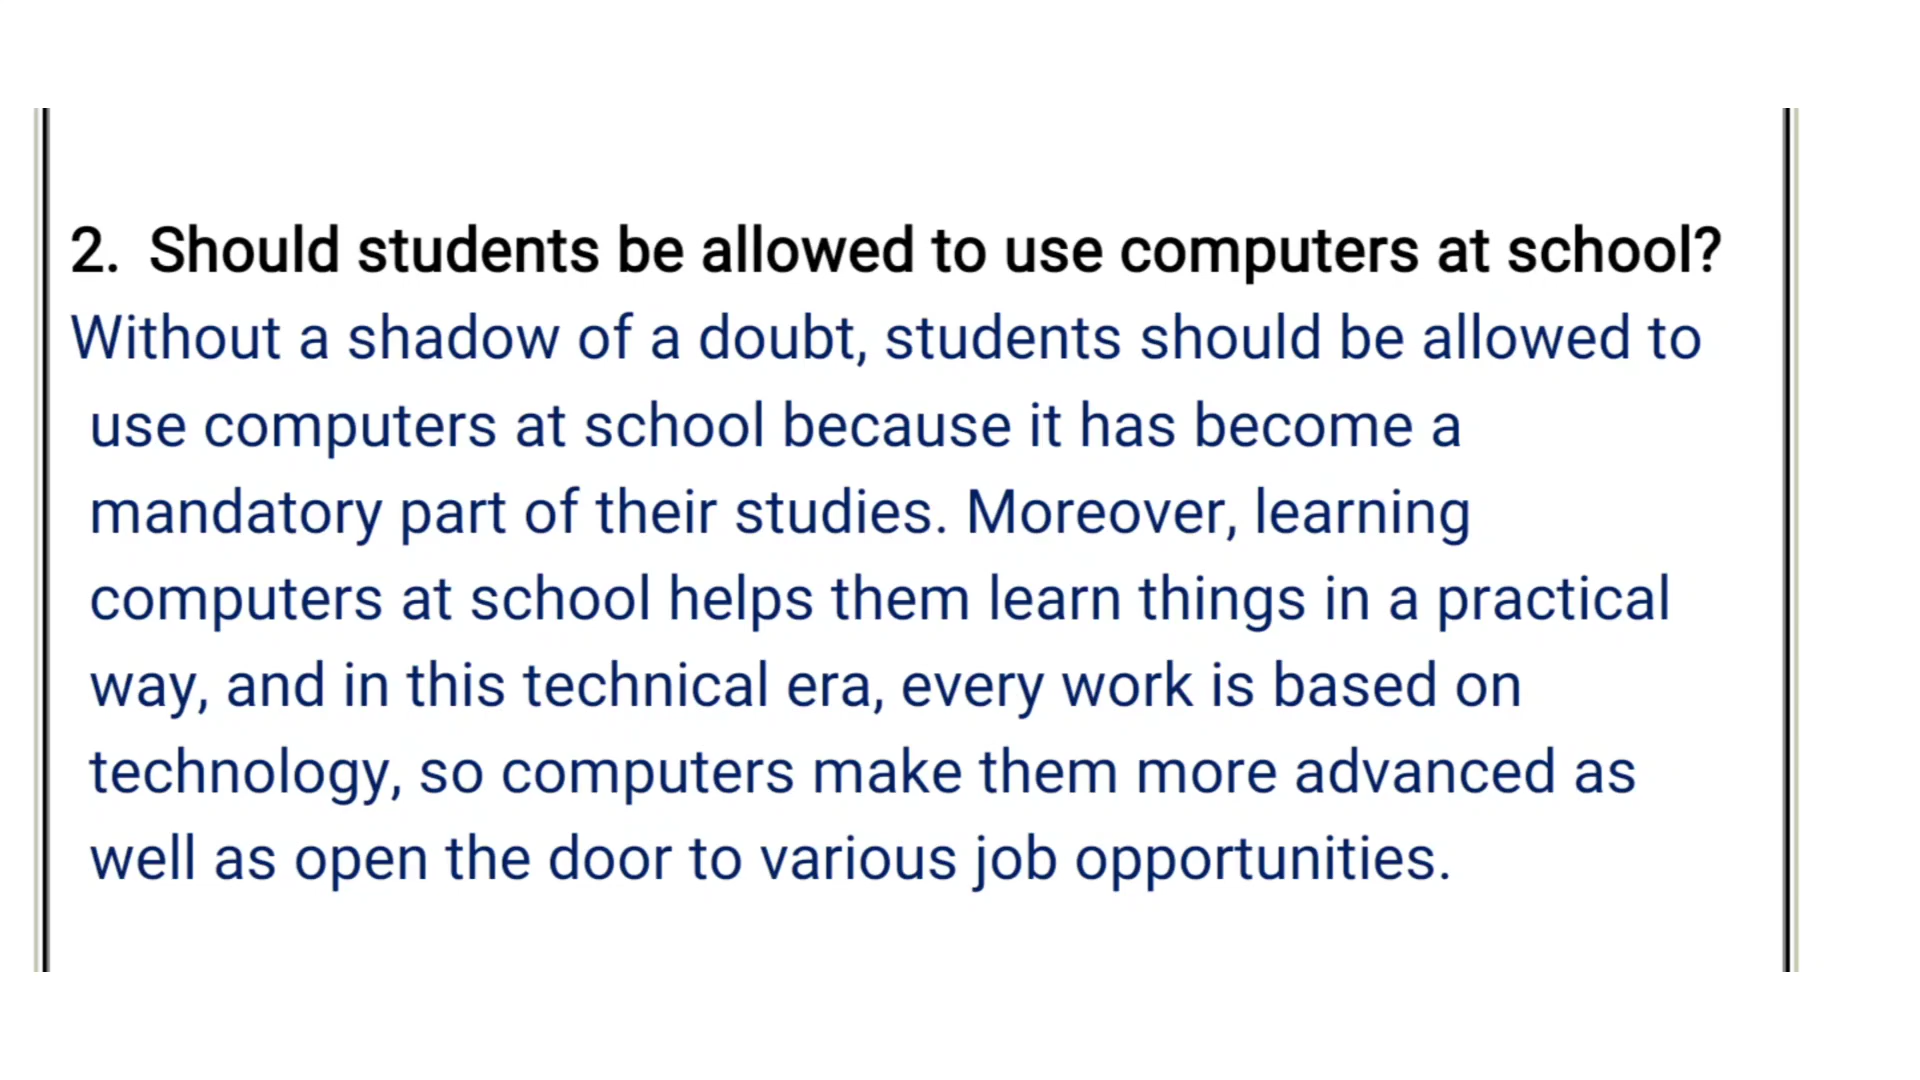 2. Should students be allowed to use computers at school?
Without a shadow of a doubt, students should be allowed to
use computers at school because it has become a
mandatory part of their studies. Moreover, learning
computers at school helps them learn things in a practical
way, and in this technical era, every work is based on
technology, so computers make them more advanced as
well as open the door to various job opportunities.